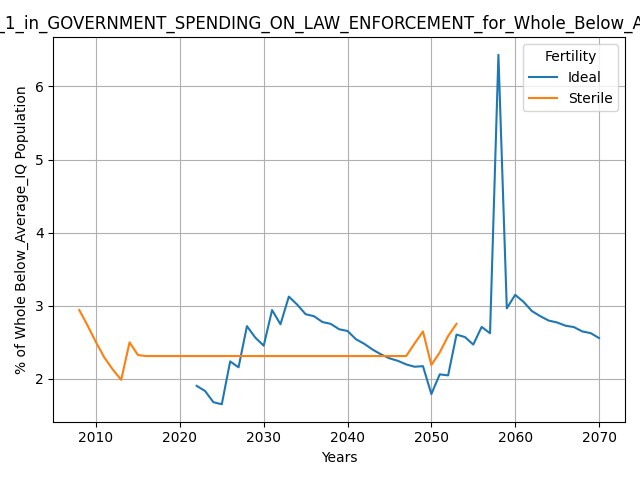 _1_in_GOVERNMENT_SPENDING_ON_LAW_ENFORCEMENT_for_Whole_Below_A
Fertility
Ideal
Sterile
% of Whole Below_Average_IQ Population
6
5
4
3
2
2010 2020 2030 2040 2050 2060 2070
Years